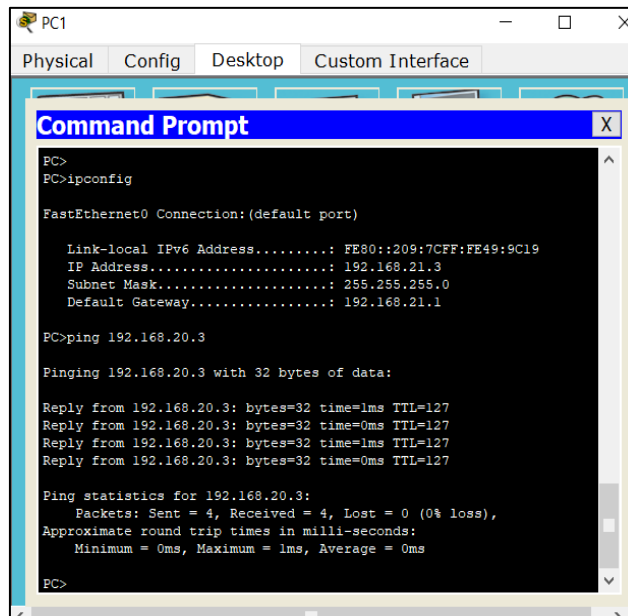 PC1
Physical Config Desktop Custom Interface
Command Prompt
X
PC>
PC>ipconfig
FastEthernet0 Connection:(default port)
Link-local IPv6 Address.........: FE80::209:7CFF:FE49:9C19
IP Address......................: 192.168.21.3
Subnet Mask.....................: 255.255.255.0
Default Gateway.................: 192.168.21.1
PC>ping 192.168.20.3
Pinging 192.168.20.3 with 32 bytes of data:
Reply from 192.168.20.3: bytes=32 time=1ms TTL=127
Reply from 192.168.20.3: bytes=32 time=0ms TTL=127
Reply from 192.168.20.3: bytes=32 time=1ms TTL=127
Reply from 192.168.20.3: bytes=32 time=0ms TTL=127
Ping statistics for 192.168.20.3:
Packets: Sent = 4, Received = 4, Lost = 0 (0% loss),
Approximate round trip times in milli-seconds:
Minimum = 0ms, Maximum = 1ms, Average = 0ms
PC>